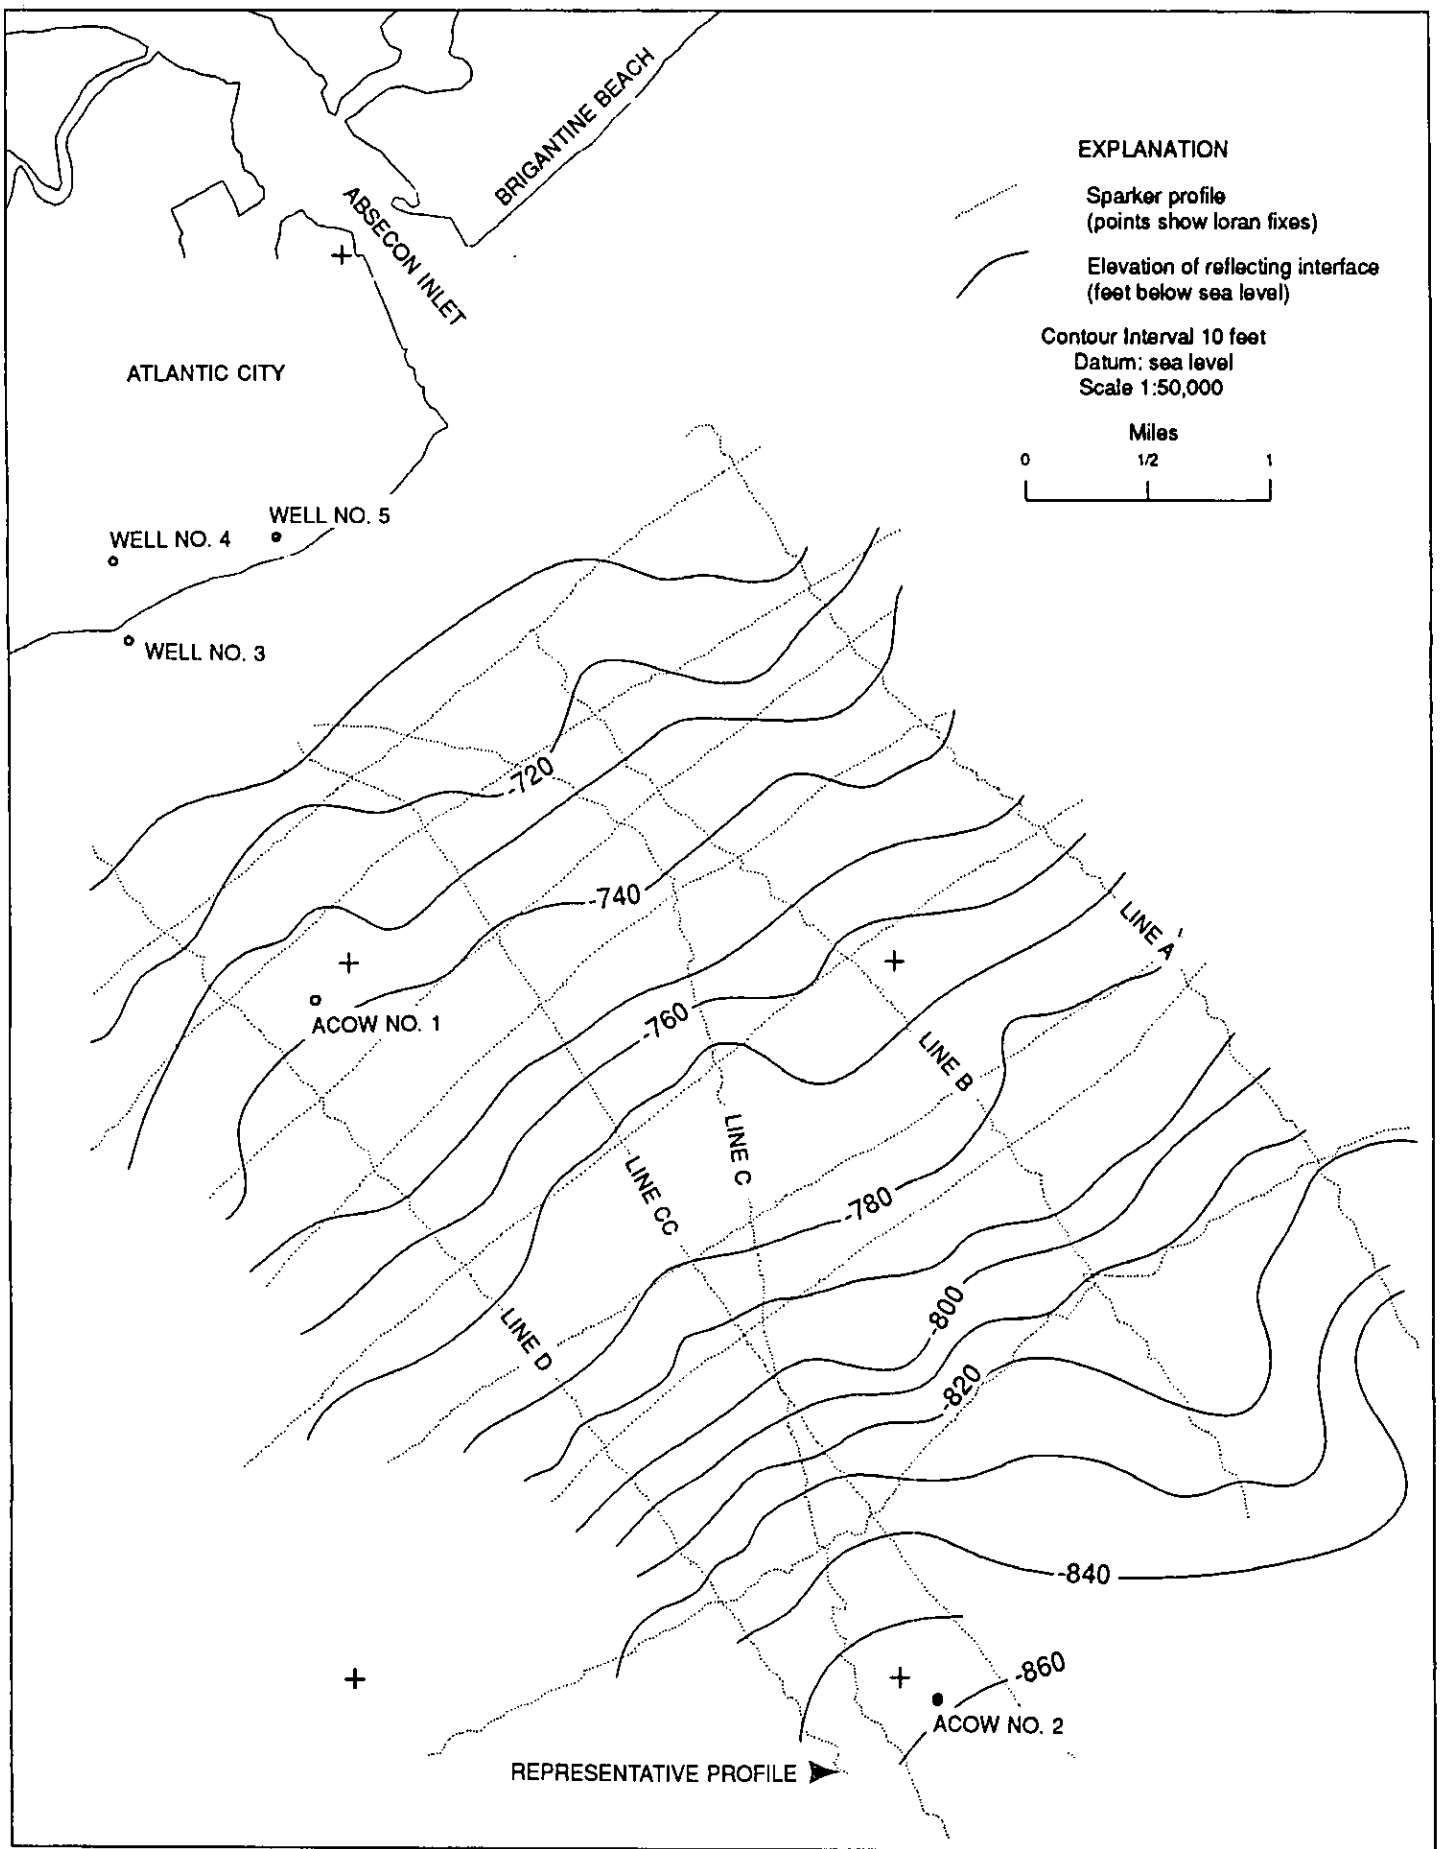 BRIGANTINE BEACH
ABSECON INLET
EXPLANATION
Sparker profile
(points show loran fixes)
Elevation of reflecting interface
(feet below sea level)
Contour Interval 10 feet
Datum: sea level
Scale 1:50,000
Miles
0 1/2 1
ATLANTIC CITY
WELL NO. 5
WELL NO. 4
WELL NO. 3
-720
-740
ACOW NO. 1
-760
LINE A
LINE B
LINE C
LINE CC
-780
LINE D
-800
-820
-840
-860
ACOW NO. 2
REPRESENTATIVE PROFILE